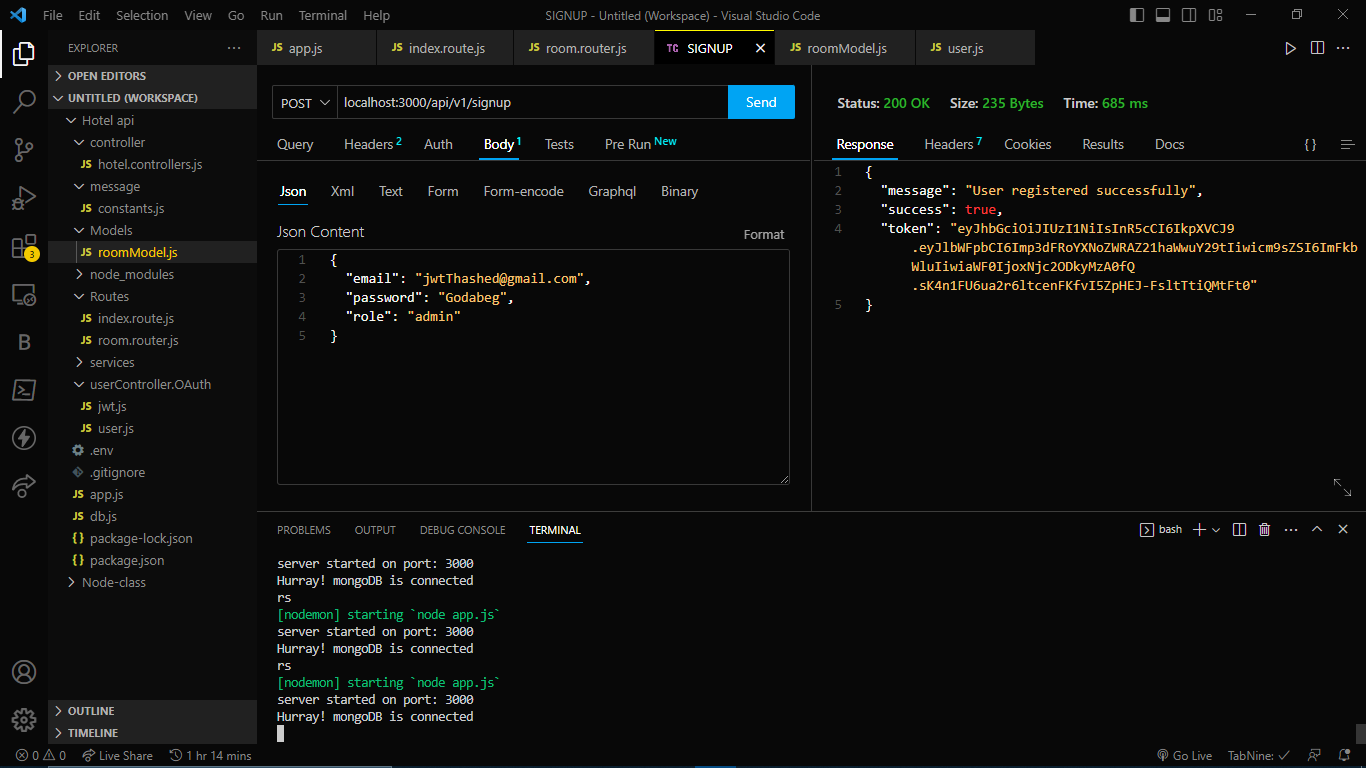 File Edit Selection View Go Run Terminal Help
SIGNUP - Untitled (Workspace) - Visual Studio Code
EXPLORER
OPEN EDITORS
UNTITLED (WORKSPACE)
Hotel api
controller
JS hotel.controllers.js
message
JS constants.js
Models
JS roomModel.js
node_modules
Routes
JS index.route.js
JS room.router.js
services
userController.OAuth
JS jwt.js
JS user.js
.env
.gitignore
JS app.js
JS db.js
{} package-lock.json
{} package.json
Node-class
OUTLINE
TIMELINE
3
B
JS app.js
JS index.route.js
JS room.router.js
TC SIGNUP
JS roomModel.js
JS user.js
POST localhost:3000/api/v1/signup Send
Query Headers 2 Auth Body 1 Tests Pre Run New
Json Xml Text Form Form-encode Graphql Binary
Json Content Format
1 {
2 "email": "jwtThashed@gmail.com",
3 "password": "Godabeg",
4 "role": "admin"
5 }
Status: 200 OK Size: 235 Bytes Time: 685 ms
Response Headers 7 Cookies Results Docs {}
1 {
2 "message": "User registered successfully",
3 "success": true,
4 "token": "eyJhbGciOiJIUzI1NiIsInR5cCI6IkpXVCJ9
.eyJlbWFpbCI6Imp3dFRoYXNoZWRAZ21haWwuY29tIiwicm9sZSI6ImFkb
WluIiwiaWF0IjoxNjc2ODkyMzA0fQ
.sK4n1FU6ua2r6ltcenFKfvI5ZpHEJ-FsltTtiQMtFt0"
5 }
PROBLEMS OUTPUT DEBUG CONSOLE TERMINAL
bash
server started on port: 3000
Hurray! mongoDB is connected
rs
[nodemon] starting `node app.js`
server started on port: 3000
Hurray! mongoDB is connected
rs
[nodemon] starting `node app.js`
server started on port: 3000
Hurray! mongoDB is connected
0 0 Live Share 1 hr 14 mins
Go Live TabNine: